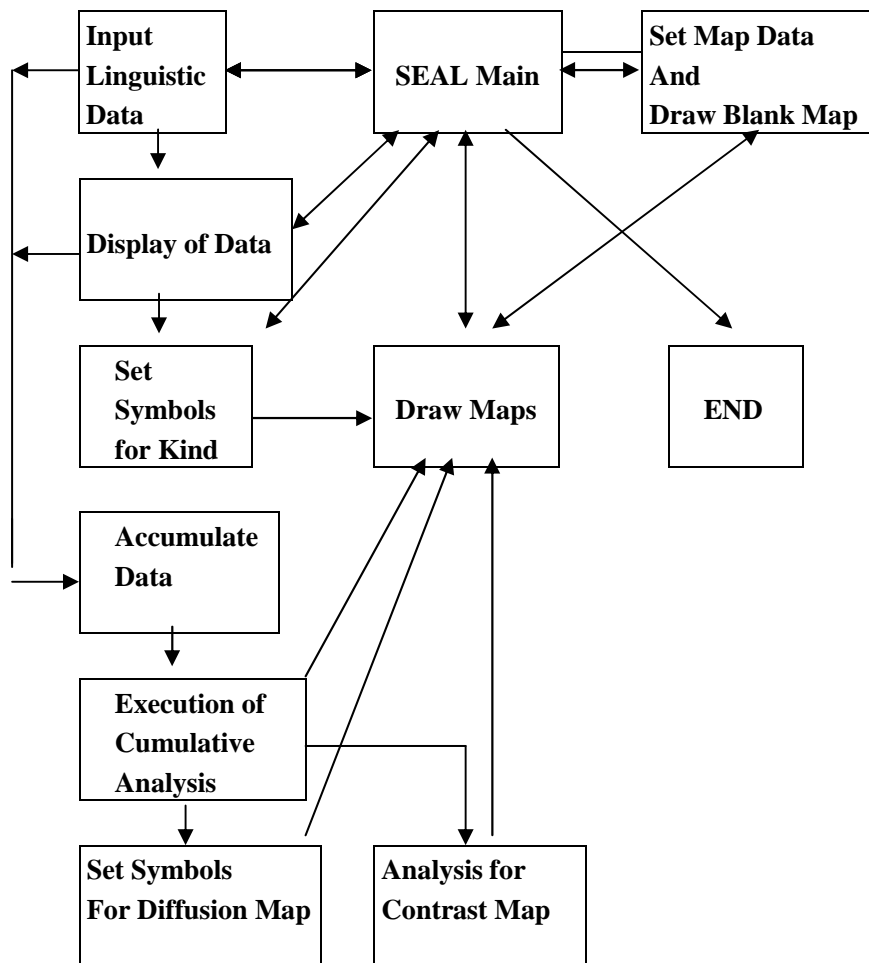 Input
Linguistic
Data
SEAL Main
Set Map Data
And
Draw Blank Map
Display of Data
Set
Symbols
for Kind
Draw Maps
END
Accumulate
Data
Execution of
Cumulative
Analysis
Set Symbols
For Diffusion Map
Analysis for
Contrast Map